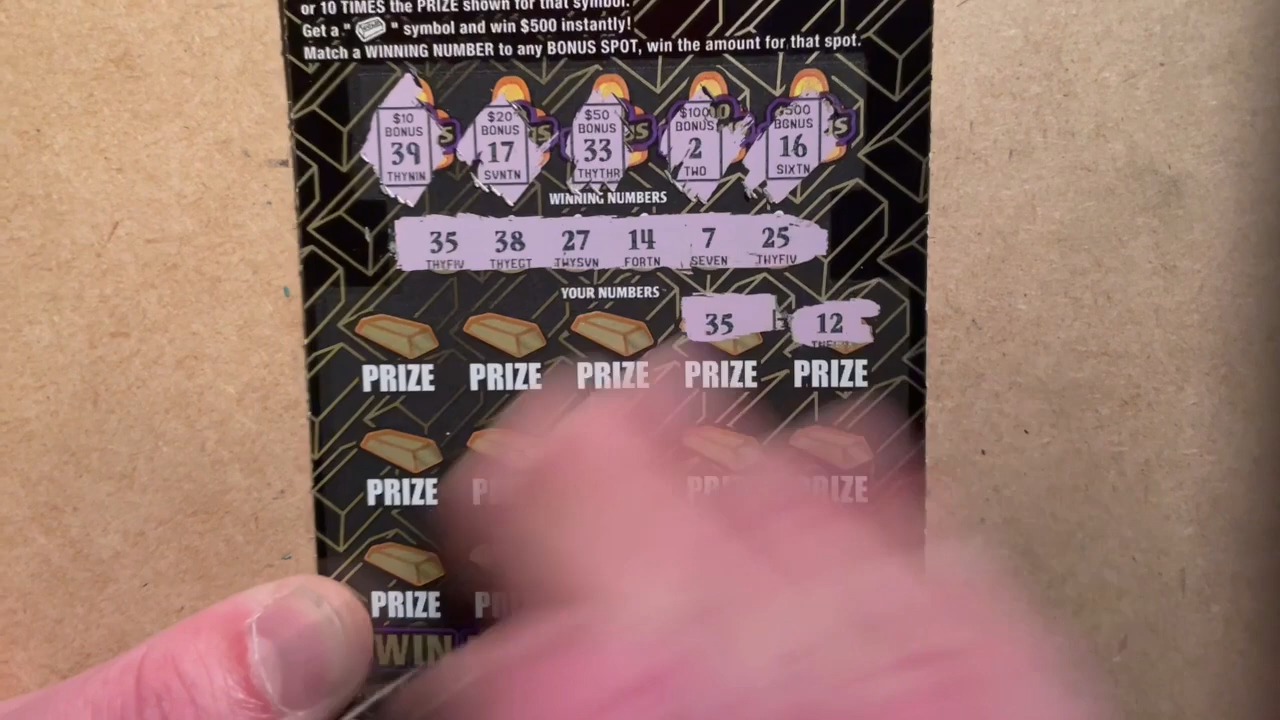 or 10 TIMES the PRIZE shown for that symbol.
Get a " " symbol and win $500 instantly!
Match a WINNING NUMBER to any BONUS SPOT, win the amount for that spot.
$10 $20 $50 $100 $500
BONUS BONUS BONUS BONUS BONUS
39 17 33 2 16
THYNIN SVNTN THYTHR TWO SIXTN
WINNING NUMBERS
35 38 27 14 7 25
THYFIV THYEGT TWYSVN FORTN SEVEN TWYFIV
YOUR NUMBERS
35 12
PRIZE PRIZE PRIZE PRIZE PRIZE
PRIZE PRIZE
PRIZE
WIN